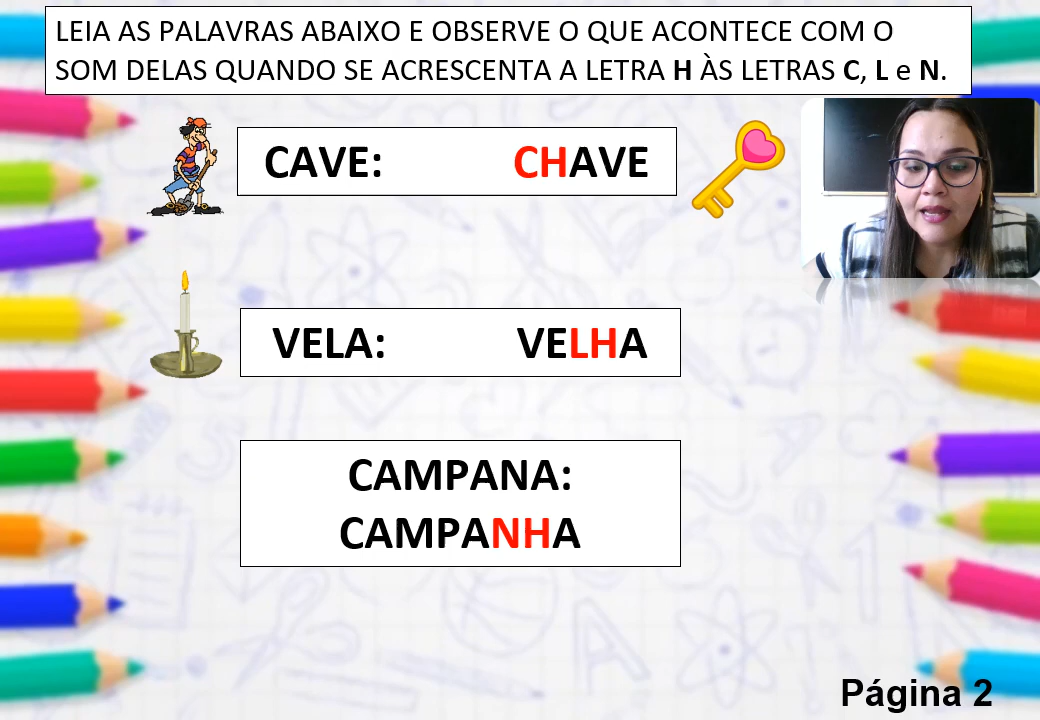 LEIA AS PALAVRAS ABAIXO E OBSERVE O QUE ACONTECE COM O
SOM DELAS QUANDO SE ACRESCENTA A LETRA H ÀS LETRAS C, L e N.
CAVE: CHAVE
VELA: VELHA
CAMPANA:
CAMPANHA
Página 2